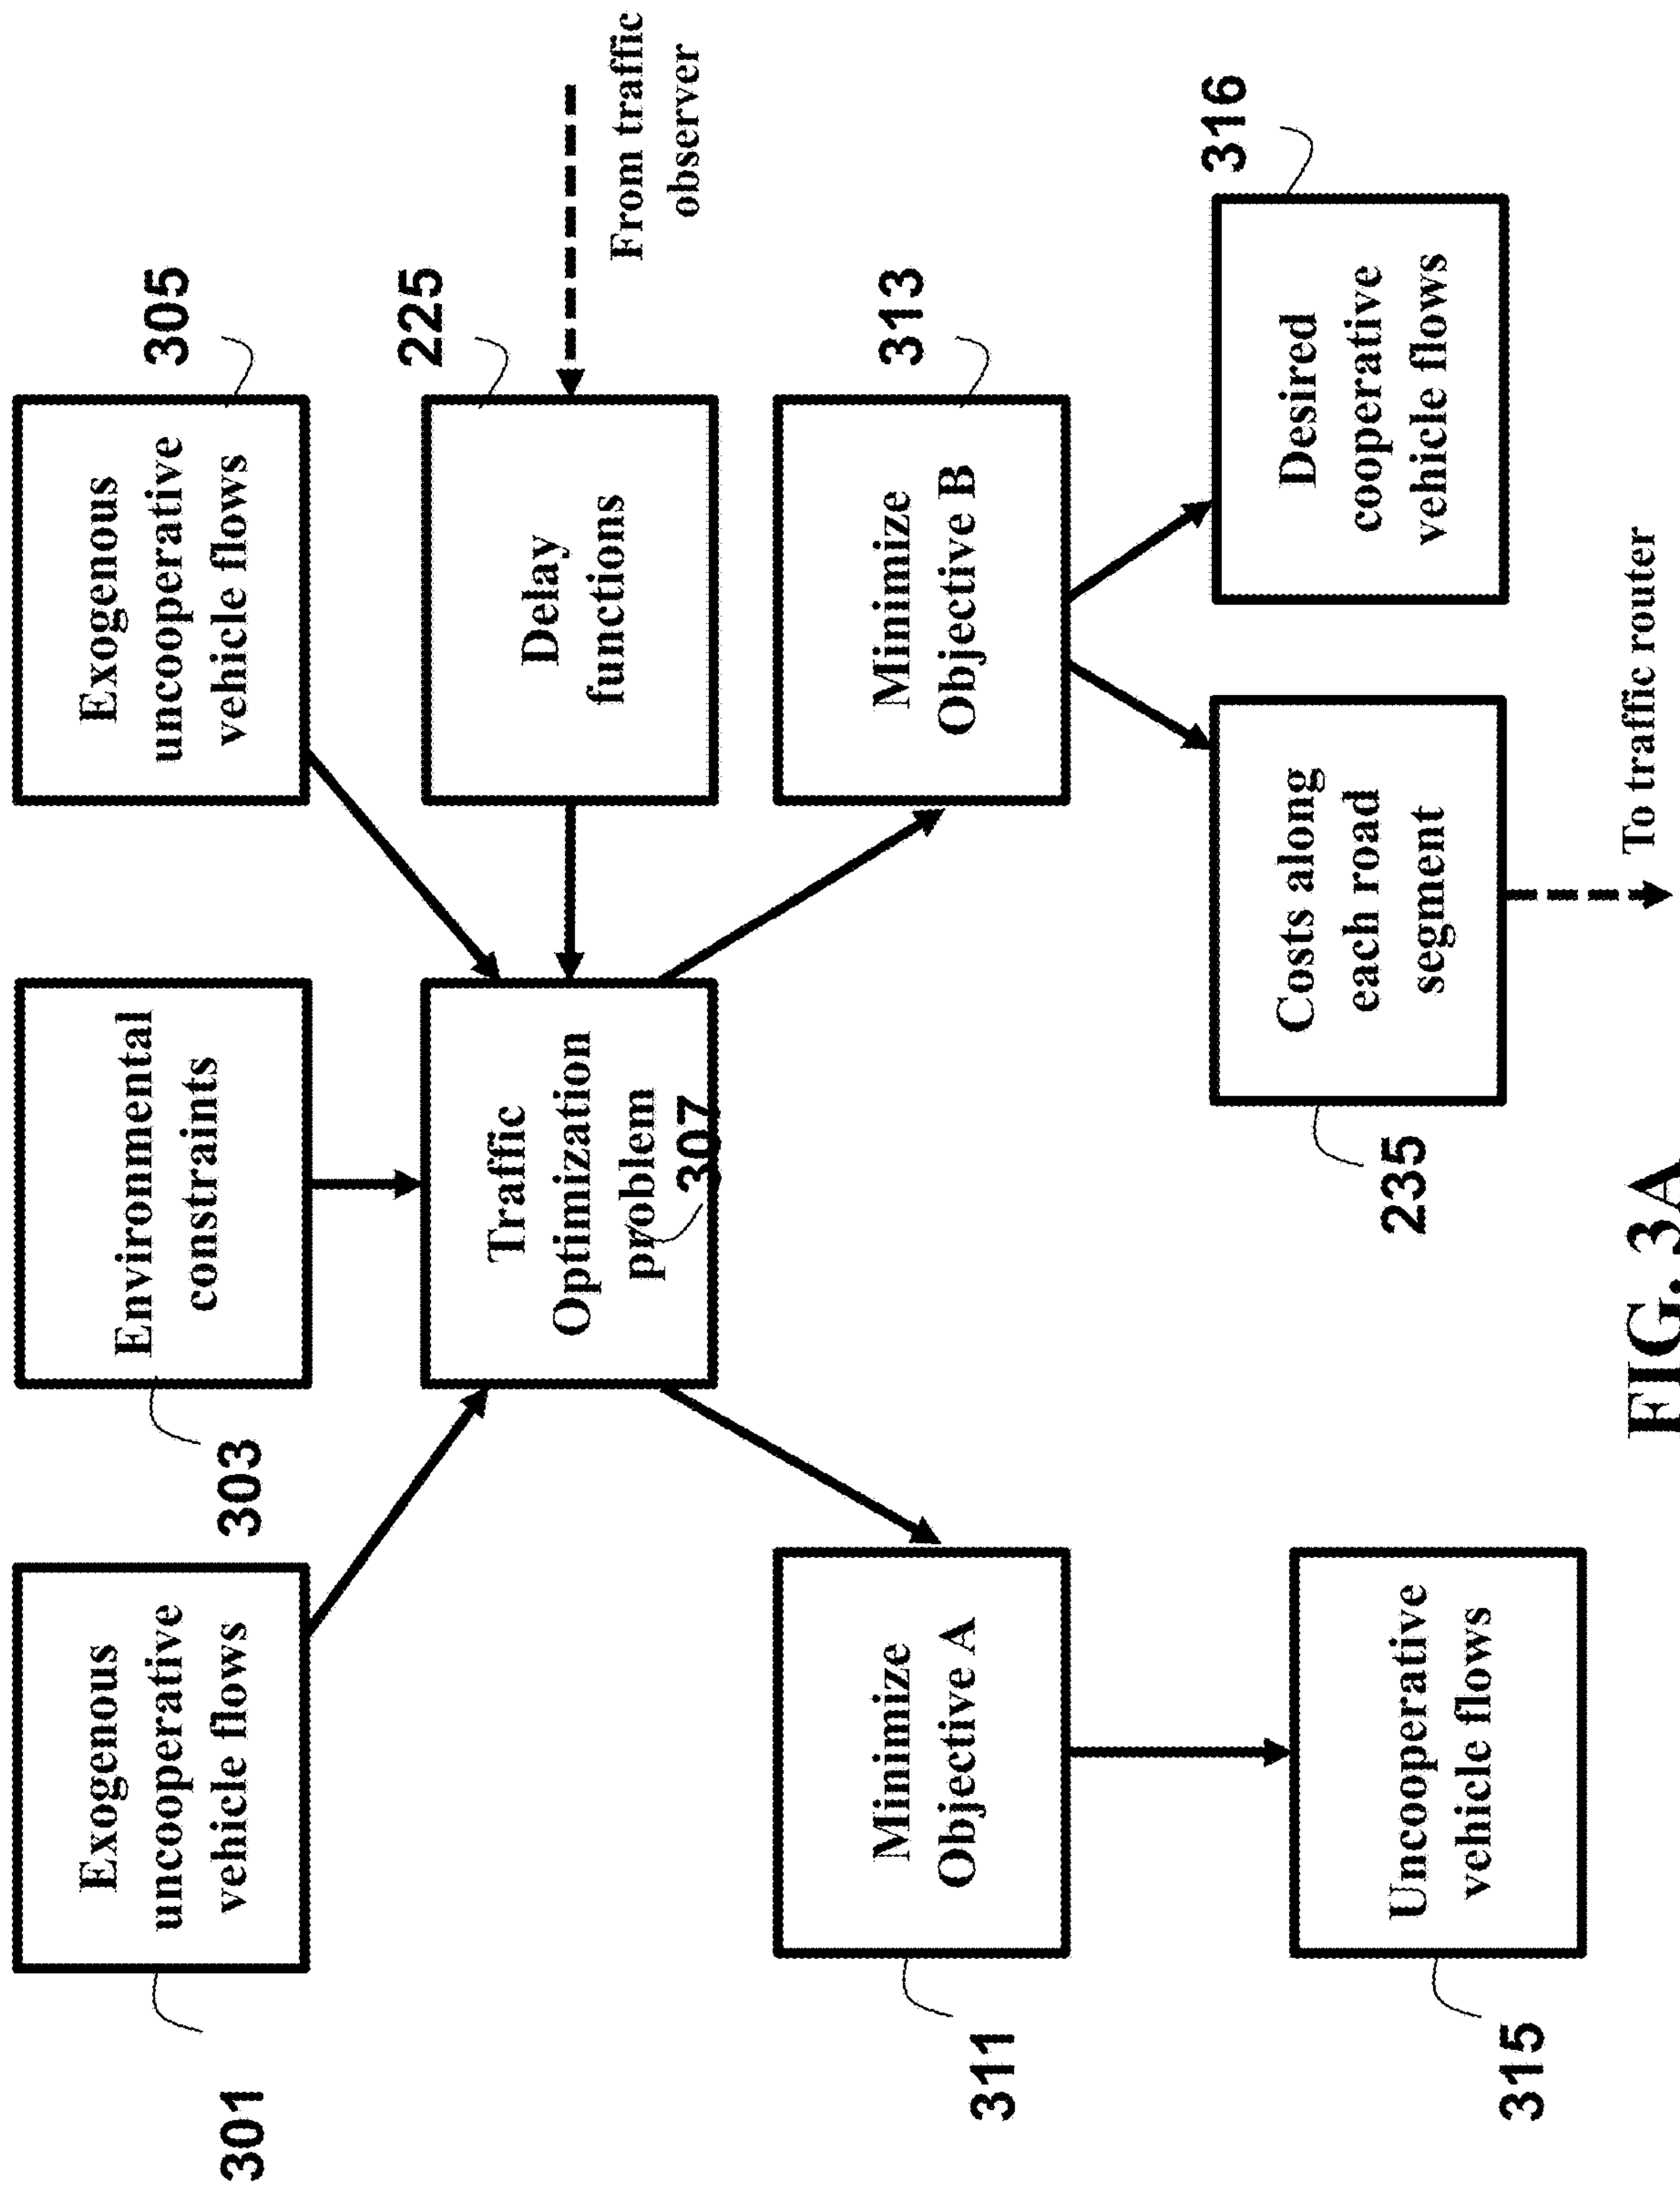 301
Exogenous
uncooperative
vehicle flows
303
Environmental
constraints
305
Exogenous
uncooperative
vehicle flows
Traffic
Optimization
problem
307
225
Delay
functions
From traffic
observer
311
Minimize
Objective A
313
Minimize
Objective B
315
Uncooperative
vehicle flows
235
Costs along
each road
segment
316
Desired
cooperative
vehicle flows
To traffic router
FIG. 3A